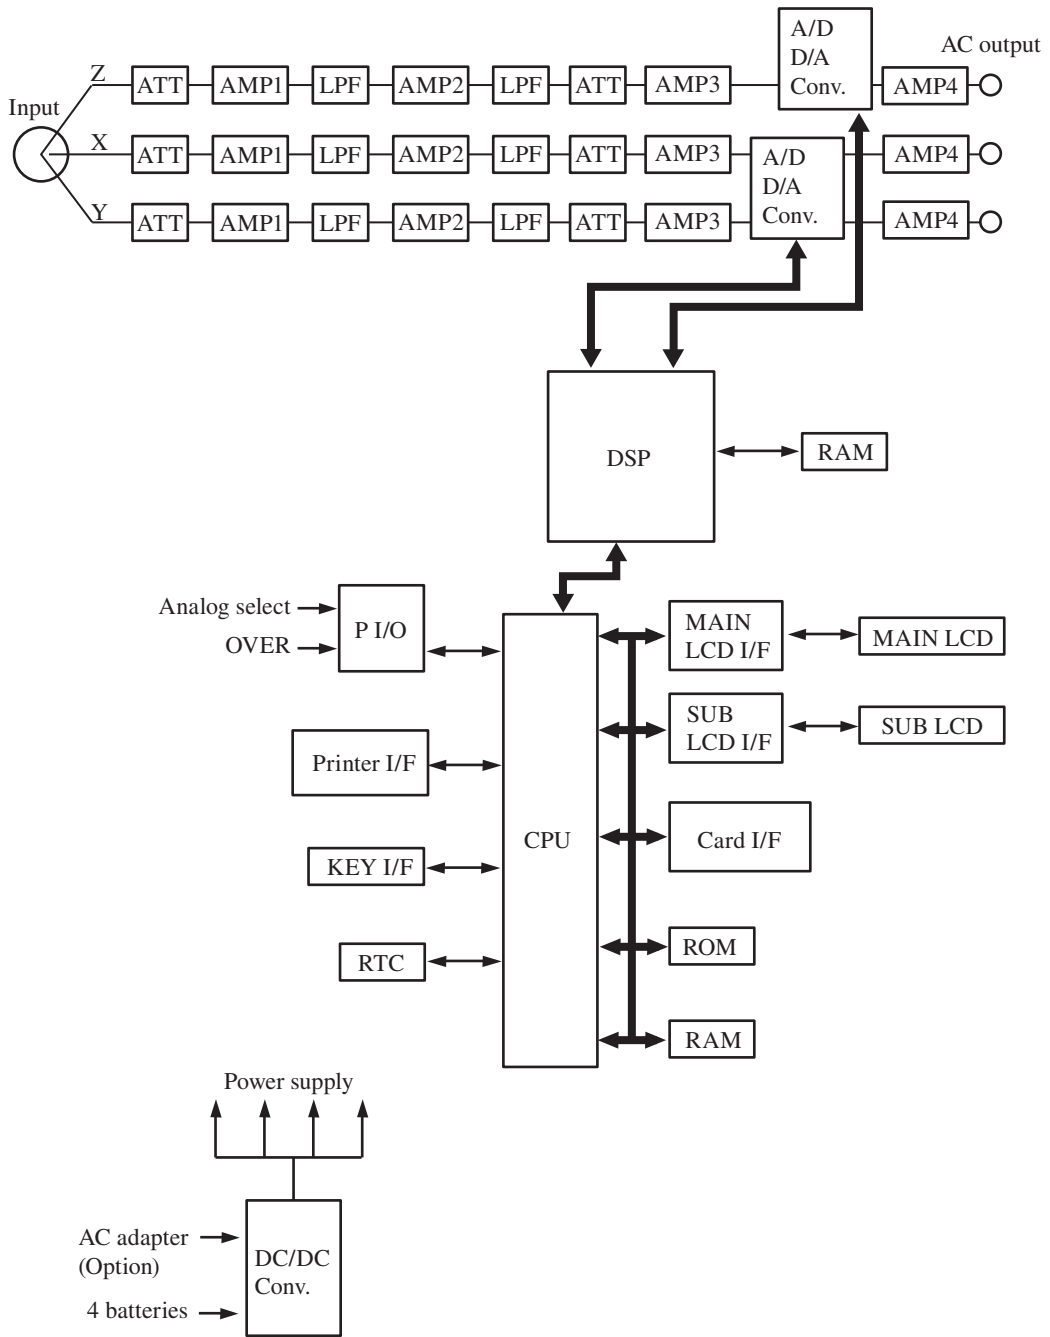 A/D
D/A
Conv.
AC output
Input
Z
ATT
AMP1
LPF
AMP2
LPF
ATT
AMP3
AMP4
X
ATT
AMP1
LPF
AMP2
LPF
ATT
AMP3
A/D
D/A
Conv.
AMP4
Y
ATT
AMP1
LPF
AMP2
LPF
ATT
AMP3
AMP4
DSP
RAM
Analog select
OVER
P I/O
MAIN
LCD I/F
MAIN LCD
SUB
LCD I/F
SUB LCD
Printer I/F
CPU
Card I/F
KEY I/F
ROM
RTC
RAM
Power supply
AC adapter
(Option)
DC/DC
Conv.
4 batteries